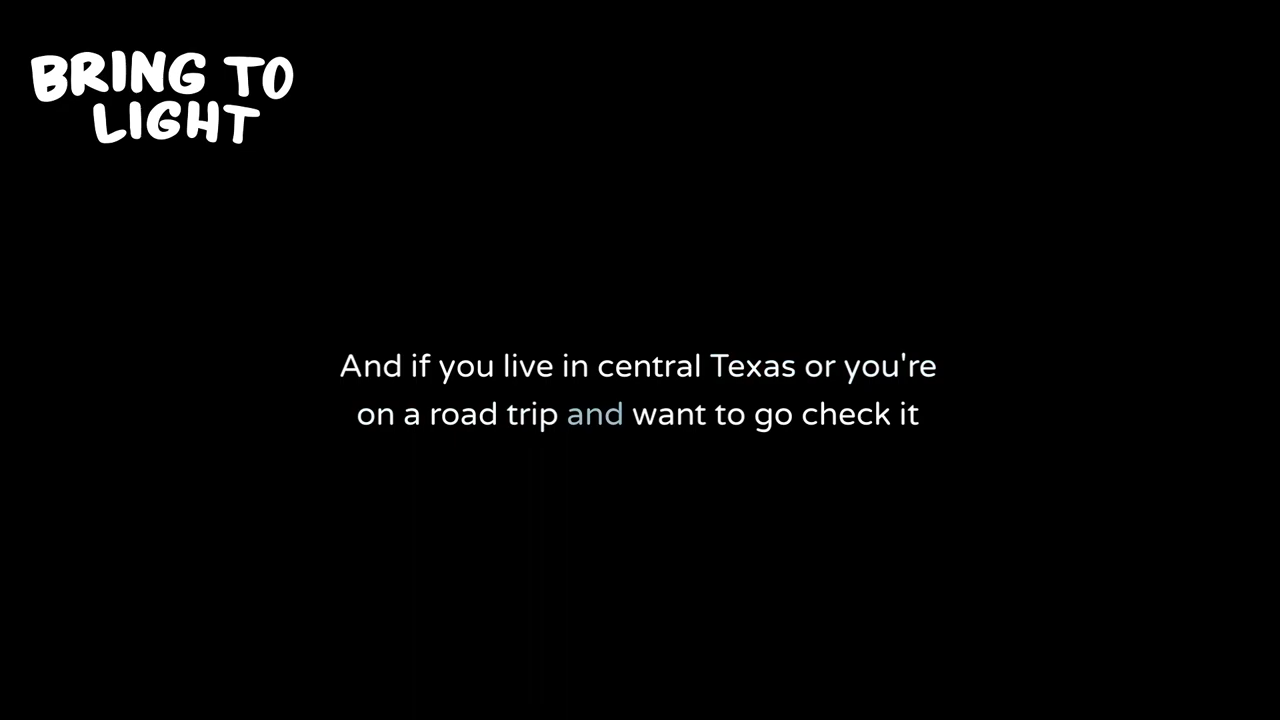 BRING TO
LIGHT
And if you live in central Texas or you're
on a road trip and want to go check it